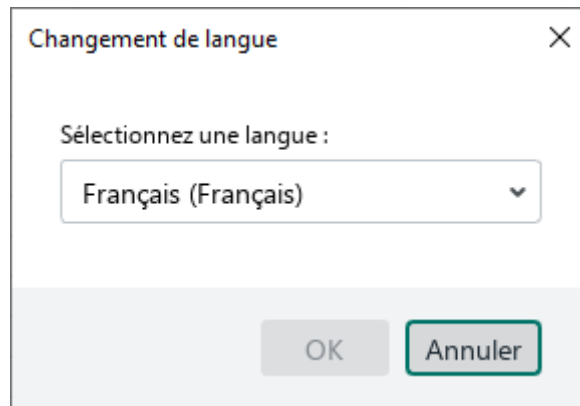 Changement de langue
Sélectionnez une langue :
Français (Français)
OK
Annuler